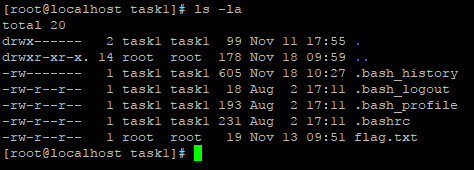 [root@localhost task1]# ls -la
total 20
drwx------   2 task1 task1  99 Nov 11 17:55 .
drwxr-xr-x. 14 root  root  178 Nov 18 09:59 ..
-rw-------   1 task1 task1 605 Nov 18 10:27 .bash_history
-rw-r--r--   1 task1 task1  18 Aug  2 17:11 .bash_logout
-rw-r--r--   1 task1 task1 193 Aug  2 17:11 .bash_profile
-rw-r--r--   1 task1 task1 231 Aug  2 17:11 .bashrc
-rw-r--r--   1 root  root   19 Nov 13 09:51 flag.txt
[root@localhost task1]#